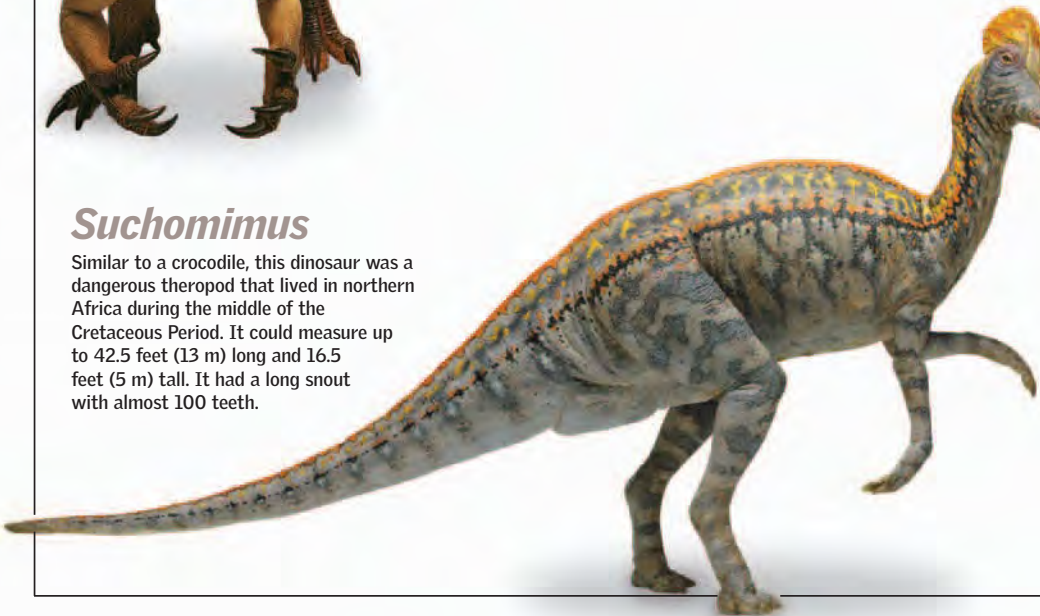 Suchomimus
Similar to a crocodile, this dinosaur was a
dangerous theropod that lived in northern
Africa during the middle of the
Cretaceous Period. It could measure up
to 42.5 feet (13 m) long and 16.5
feet (5 m) tall. It had a long snout
with almost 100 teeth.